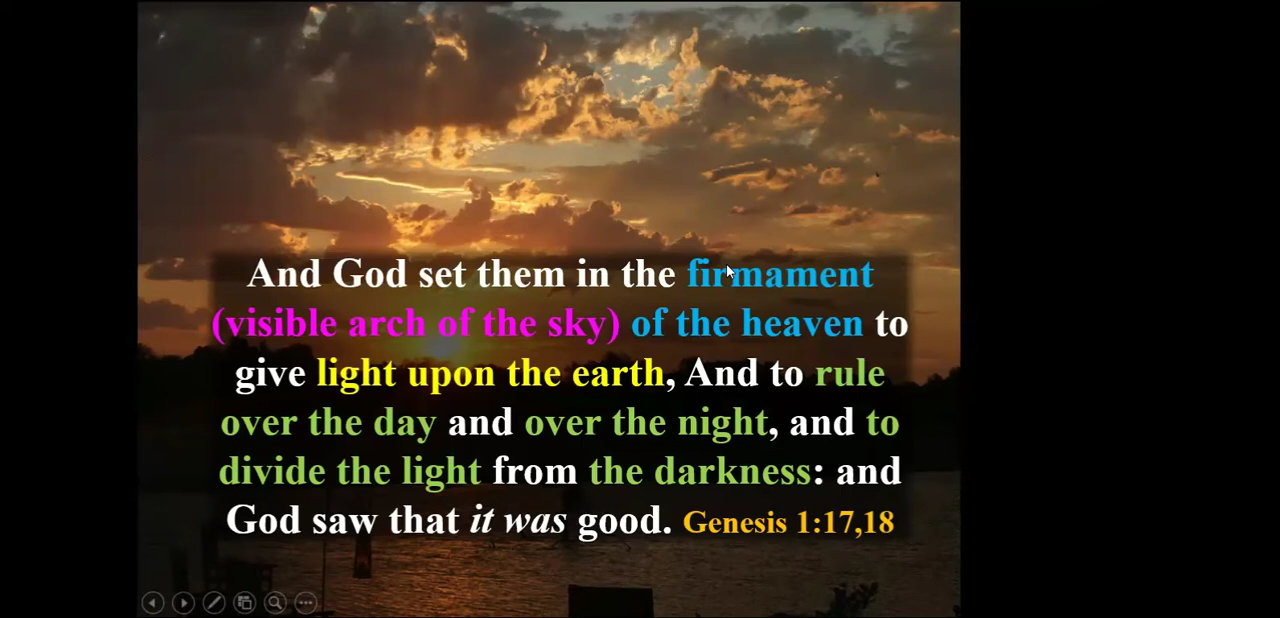 And God set them in the firmament
(visible arch of the sky) of the heaven to
give light upon the earth, And to rule
over the day and over the night, and to
divide the light from the darkness: and
God saw that it was good. Genesis 1:17,18